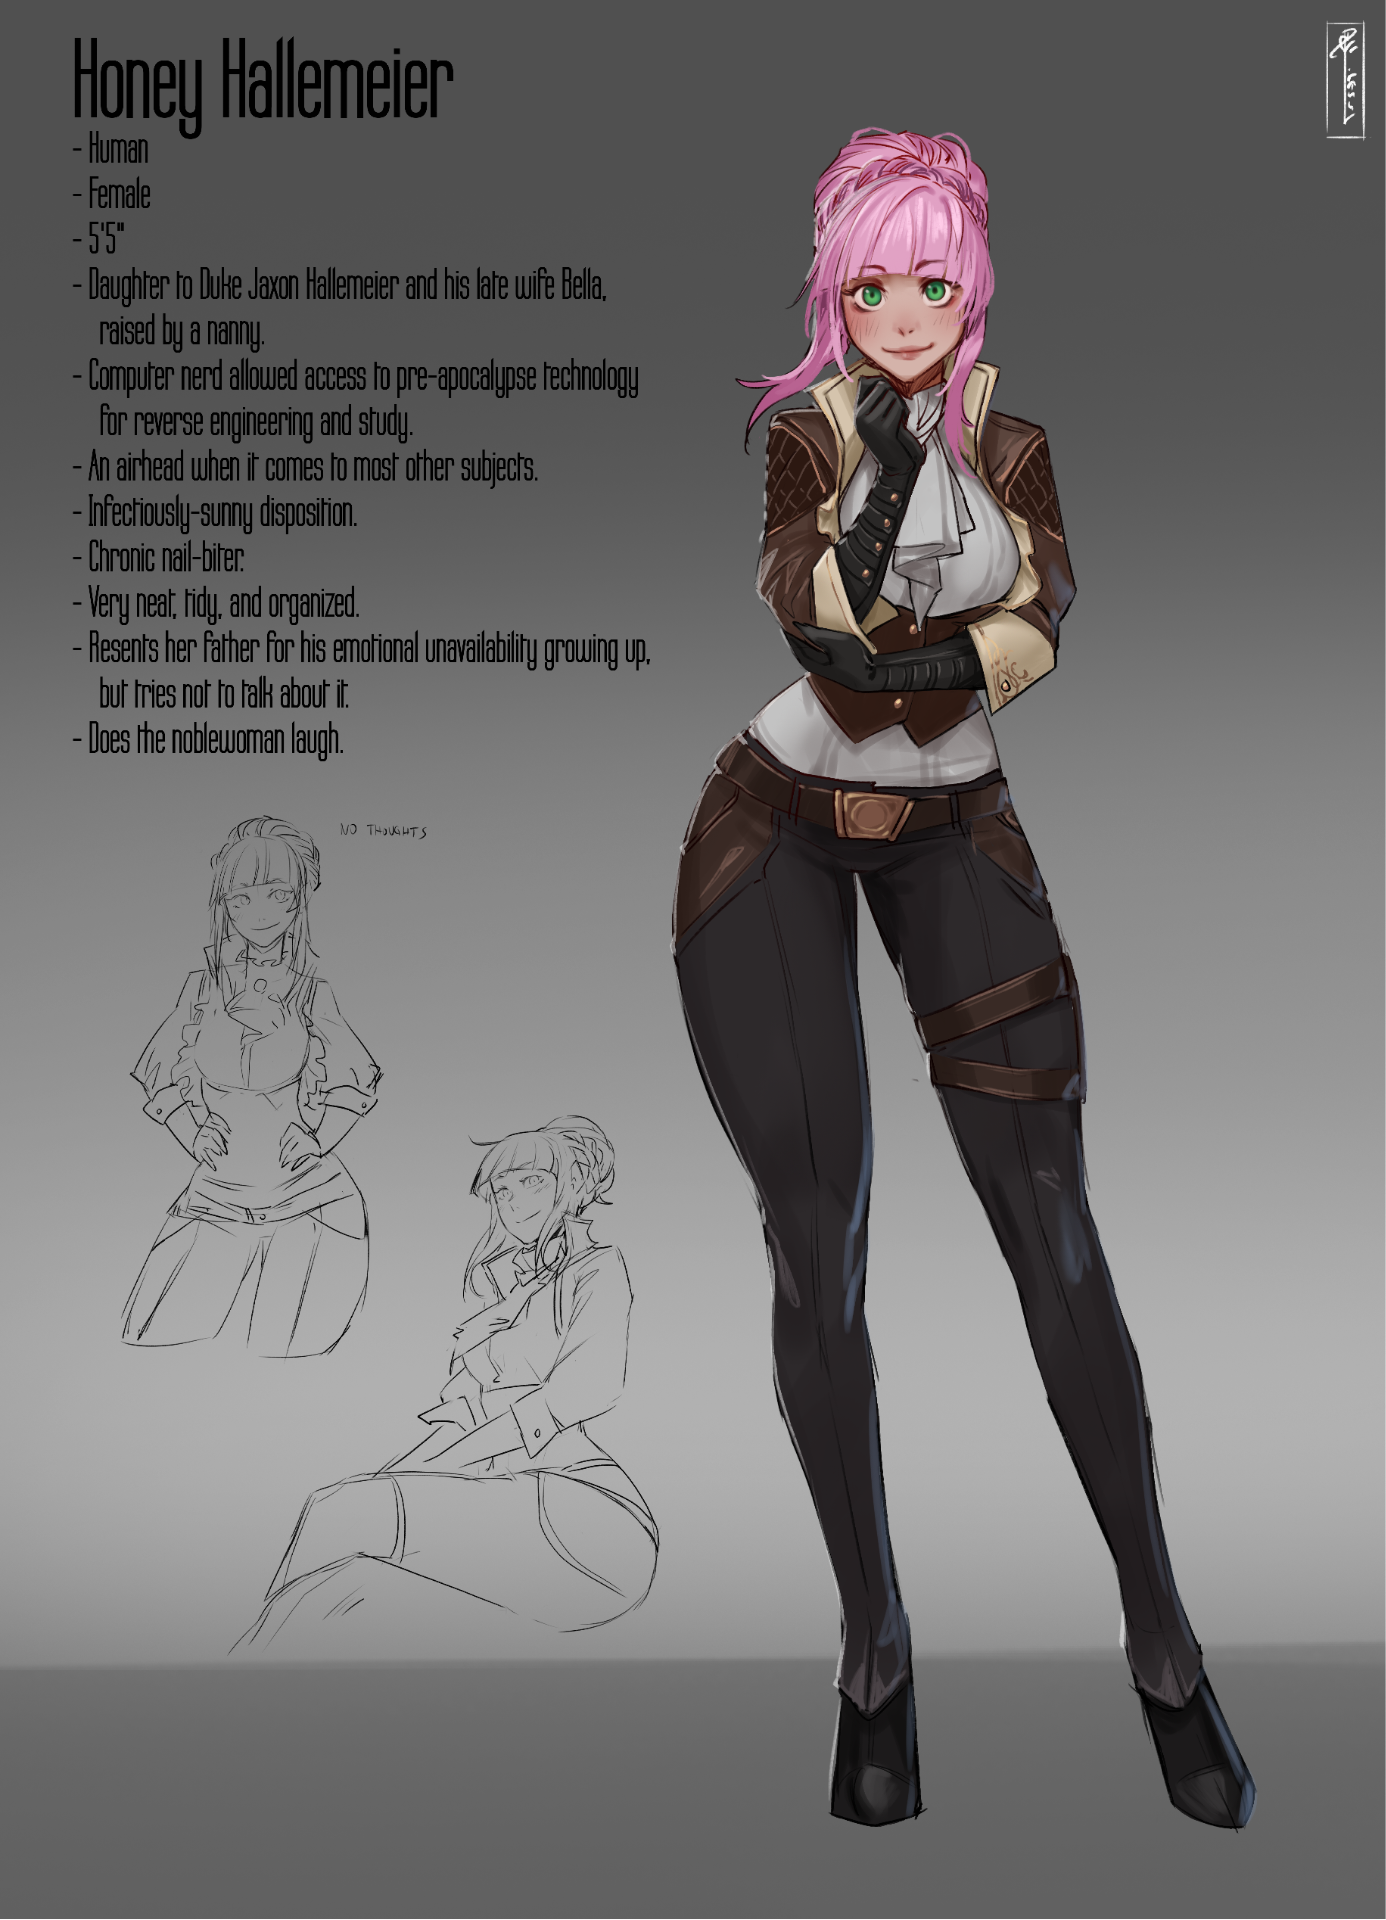 Honey Hallemeier
- Human
- Female
- 5'5"
- Daughter to Duke Jaxon Hallemeier and his late wife Bella,
raised by a nanny.
- Computer nerd allowed access to pre-apocalypse technology
for reverse engineering and study.
- An airhead when it comes to most other subjects.
- Infectiously-sunny disposition.
- Chronic nail-biter.
- Very neat, tidy, and organized.
- Resents her father for his emotional unavailability growing up,
but tries not to talk about it.
- Does the noblewoman laugh.
NO THOUGHTS